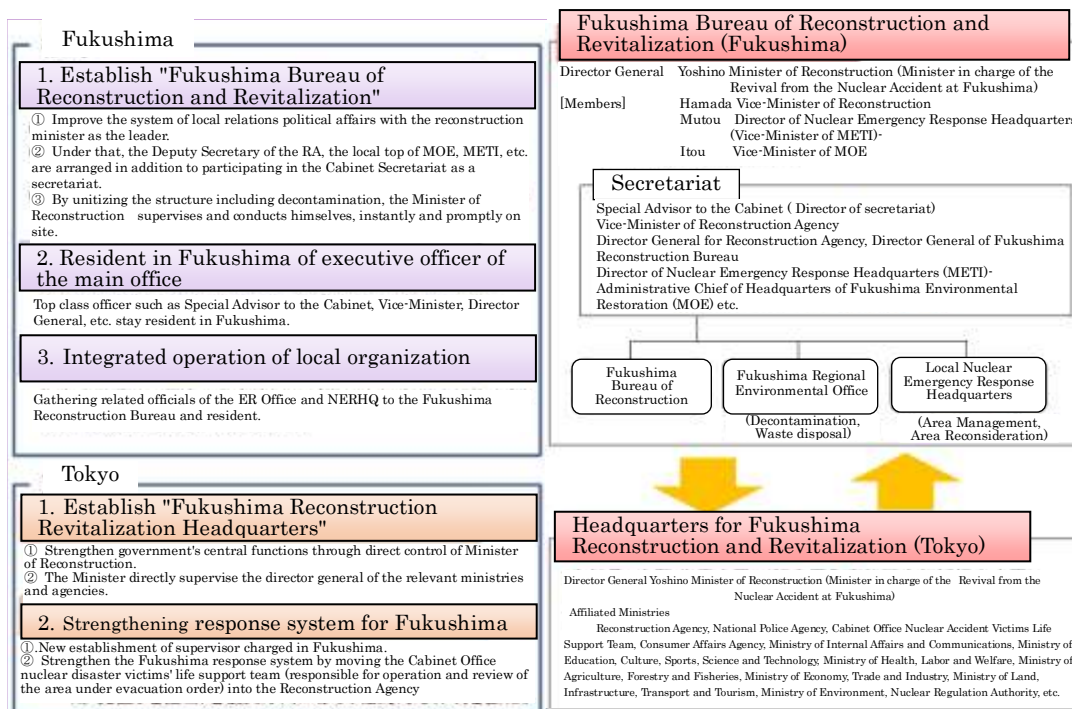 Fukushima
1. Establish "Fukushima Bureau of
Reconstruction and Revitalization"
① Improve the system of local relations political affairs with the reconstruction
minister as the leader.
② Under that, the Deputy Secretary of the RA, the local top of MOE, METI, etc.
are arranged in addition to participating in the Cabinet Secretariat as a
secretariat.
③ By unitizing the structure including decontamination, the Minister of
Reconstruction supervises and conducts himselves, instantly and promptly on
site.
2. Resident in Fukushima of executive officer of
the main office
Top class officer such as Special Advisor to the Cabinet, Vice-Minister, Director
General, etc. stay resident in Fukushima.
3. Integrated operation of local organization
Gathering related officials of the ER Office and NERHQ to the Fukushima
Reconstruction Bureau and resident.
Tokyo
1. Establish "Fukushima Reconstruction
Revitalization Headquarters"
① Strengthen government's central functions through direct control of Minister
of Reconstruction.
② The Minister directly supervise the director general of the relevant ministries
and agencies.
2. Strengthening response system for Fukushima
①.New establishment of supervisor charged in Fukushima.
② Strengthen the Fukushima response system by moving the Cabinet Office
nuclear disaster victims' life support team (responsible for operation and review of
the area under evacuation order) into the Reconstruction Agency
Fukushima Bureau of Reconstruction and
Revitalization (Fukushima)
Director General Yoshino Minister of Reconstruction (Minister in charge of the
Revival from the Nuclear Accident at Fukushima)
[Members] Hamada Vice-Minister of Reconstruction
Mutou Director of Nuclear Emergency Response Headquarters
(Vice-Minister of METI)-
Itou Vice-Minister of MOE
Secretariat
Special Advisor to the Cabinet ( Director of secretariat)
Vice-Minister of Reconstruction Agency
Director General for Reconstruction Agency, Director General of Fukushima
Reconstruction Bureau
Director of Nuclear Emergency Response Headquarters (METI)-
Administrative Chief of Headquarters of Fukushima Environmental
Restoration (MOE) etc.
Fukushima
Bureau of
Reconstruction
Fukushima Regional
Environmental Office
(Decontamination,
Waste disposal)
Local Nuclear
Emergency Response
Headquarters
(Area Management,
Area Reconsideration)
Headquarters for Fukushima
Reconstruction and Revitalization (Tokyo)
Director General Yoshino Minister of Reconstruction (Minister in charge of the Revival from the
Nuclear Accident at Fukushima)
Affiliated Ministries
Reconstruction Agency, National Police Agency, Cabinet Office Nuclear Accident Victims Life
Support Team, Consumer Affairs Agency, Ministry of Internal Affairs and Communications, Ministry of
Education, Culture, Sports, Science and Technology, Ministry of Health, Labor and Welfare, Ministry of
Agriculture, Forestry and Fisheries, Ministry of Economy, Trade and Industry, Ministry of Land,
Infrastructure, Transport and Tourism, Ministry of Environment, Nuclear Regulation Authority, etc.